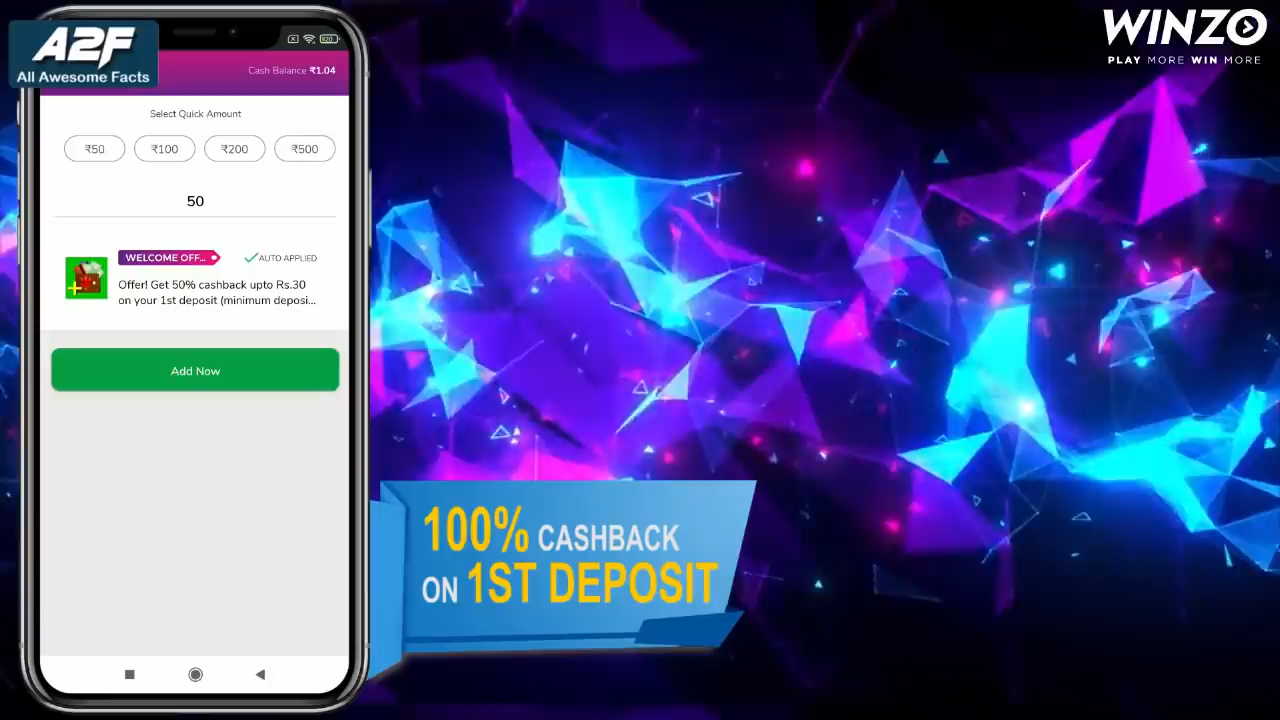 A2F
All Awesome Facts
Cash Balance ₹1.04
Select Quick Amount
₹50 ₹100 ₹200 ₹500
50
WELCOME OFF... AUTO APPLIED
Offer! Get 50% cashback upto Rs.30
on your 1st deposit (minimum deposi...
Add Now
WINZO
PLAY MORE WIN MORE
100% CASHBACK
ON 1ST DEPOSIT